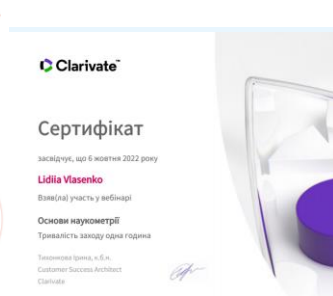 Clarivate™
Сертифікат
засвідчує, що 6 жовтня 2022 року
Lidiia Vlasenko
Взяв(ла) участь у вебінарі
Основи наукометрії
Тривалість заходу одна година
Тихонкова Ірина, к.б.н.
Customer Success Architect
Clarivate